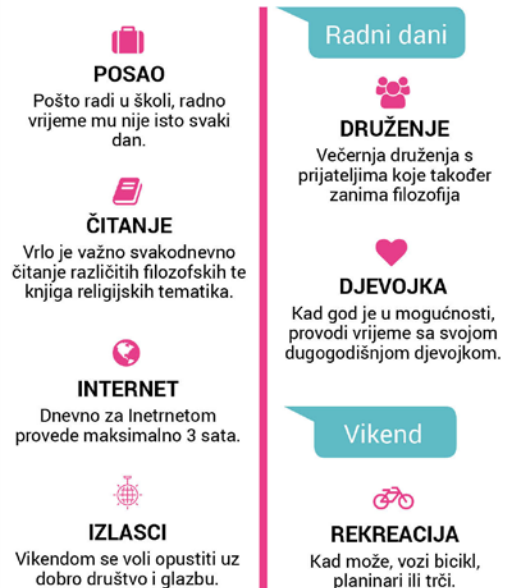 POSAO
Pošto radi u školi, radno
vrijeme mu nije isto svaki
dan.
ČITANJE
Vrlo je važno svakodnevno
čitanje različitih filozofskih te
knjiga religijskih tematika.
INTERNET
Dnevno za Inetrnetom
provede maksimalno 3 sata.
IZLASCI
Vikendom se voli opustiti uz
dobro društvo i glazbu.
Radni dani
DRUŽENJE
Večernja druženja s
prijateljima koje također
zanima filozofija
DJEVOJKA
Kad god je u mogućnosti,
provodi vrijeme sa svojom
dugogodišnjom djevojkom.
Vikend
REKREACIJA
Kad može, vozi bicikl,
planinari ili trči.